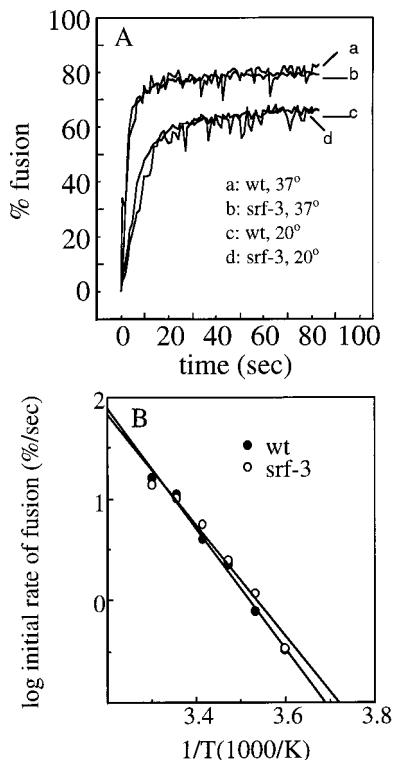 A
100
80
60
40
20
0
% fusion
a
b
c
d
a: wt, 37°
b: srf-3, 37°
c: wt, 20°
d: srf-3, 20°
0 20 40 60 80 100
time (sec)
B
2
1
0
log initial rate of fusion (%/sec)
wt
srf-3
3.4 3.6 3.8
1/T(1000/K)